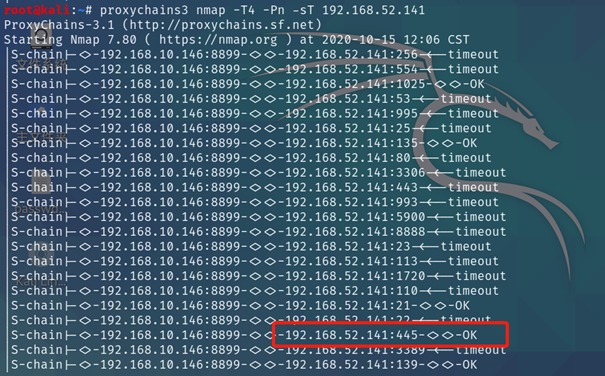 root@kali:~# proxychains3 nmap -T4 -Pn -sT 192.168.52.141
ProxyChains-3.1 (http://proxychains.sf.net)
Starting Nmap 7.80 ( https://nmap.org ) at 2020-10-15 12:06 CST
|S-chain|-<>-192.168.10.146:8899-<><>-192.168.52.141:256-<--timeout
|S-chain|-<>-192.168.10.146:8899-<><>-192.168.52.141:554-<--timeout
|S-chain|-<>-192.168.10.146:8899-<><>-192.168.52.141:1025-<><>-OK
|S-chain|-<>-192.168.10.146:8899-<><>-192.168.52.141:53-<--timeout
|S-chain|-<>-192.168.10.146:8899-<><>-192.168.52.141:995-<--timeout
|S-chain|-<>-192.168.10.146:8899-<><>-192.168.52.141:25-<--timeout
|S-chain|-<>-192.168.10.146:8899-<><>-192.168.52.141:135-<><>-OK
|S-chain|-<>-192.168.10.146:8899-<><>-192.168.52.141:80-<--timeout
|S-chain|-<>-192.168.10.146:8899-<><>-192.168.52.141:3306-<--timeout
|S-chain|-<>-192.168.10.146:8899-<><>-192.168.52.141:443-<--timeout
|S-chain|-<>-192.168.10.146:8899-<><>-192.168.52.141:993-<--timeout
|S-chain|-<>-192.168.10.146:8899-<><>-192.168.52.141:5900-<--timeout
|S-chain|-<>-192.168.10.146:8899-<><>-192.168.52.141:8888-<--timeout
|S-chain|-<>-192.168.10.146:8899-<><>-192.168.52.141:23-<--timeout
|S-chain|-<>-192.168.10.146:8899-<><>-192.168.52.141:113-<--timeout
|S-chain|-<>-192.168.10.146:8899-<><>-192.168.52.141:1720-<--timeout
|S-chain|-<>-192.168.10.146:8899-<><>-192.168.52.141:110-<--timeout
|S-chain|-<>-192.168.10.146:8899-<><>-192.168.52.141:21-<><>-OK
|S-chain|-<>-192.168.10.146:8899-<><>-192.168.52.141:22-<--timeout
|S-chain|-<>-192.168.10.146:8899-<><>-192.168.52.141:445-<><>-OK
|S-chain|-<>-192.168.10.146:8899-<><>-192.168.52.141:3389-<--timeout
|S-chain|-<>-192.168.10.146:8899-<><>-192.168.52.141:139-<><>-OK